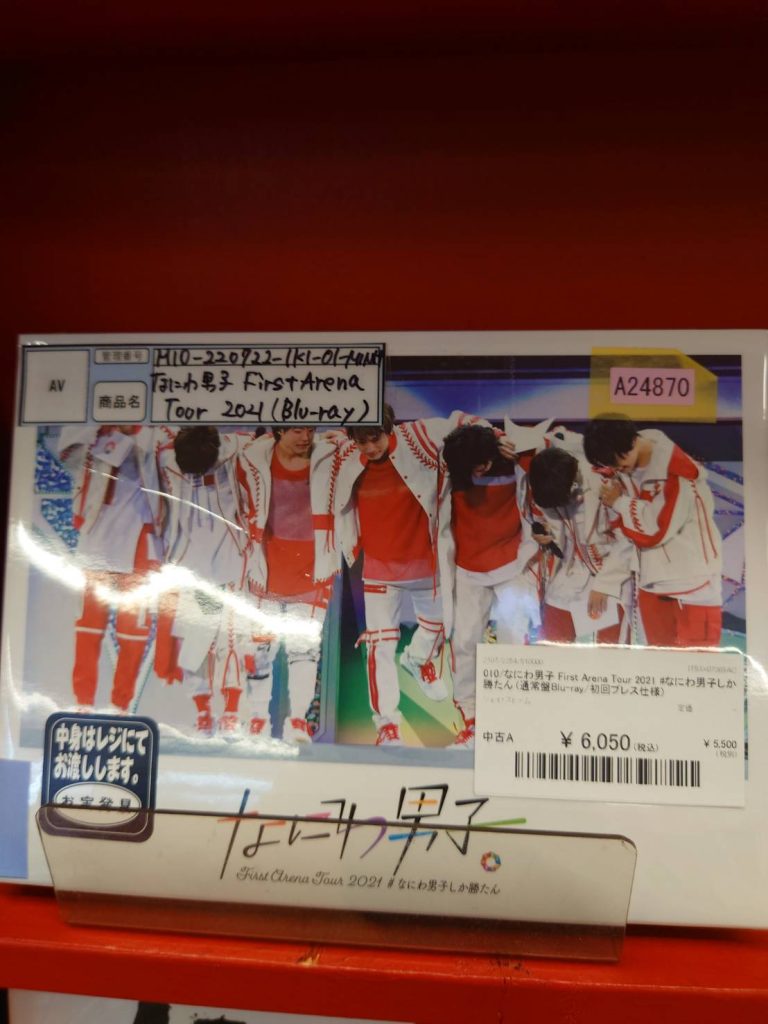 AV
管理番号
商品名
なにわ男子 First Arena
Tour 2021 (Blu-ray)
A24870
010/なにわ男子 First Arena Tour 2021 #なにわ男子しか
勝たん(通常盤Blu-ray/初回プレス仕様)
定価
中古A
¥ 6,050(税込)
¥ 5,500
(税別)
中身はレジにて
お渡しします。
お宝発見
なにわ男子
First Arena Tour 2021 #なにわ男子しか勝たん